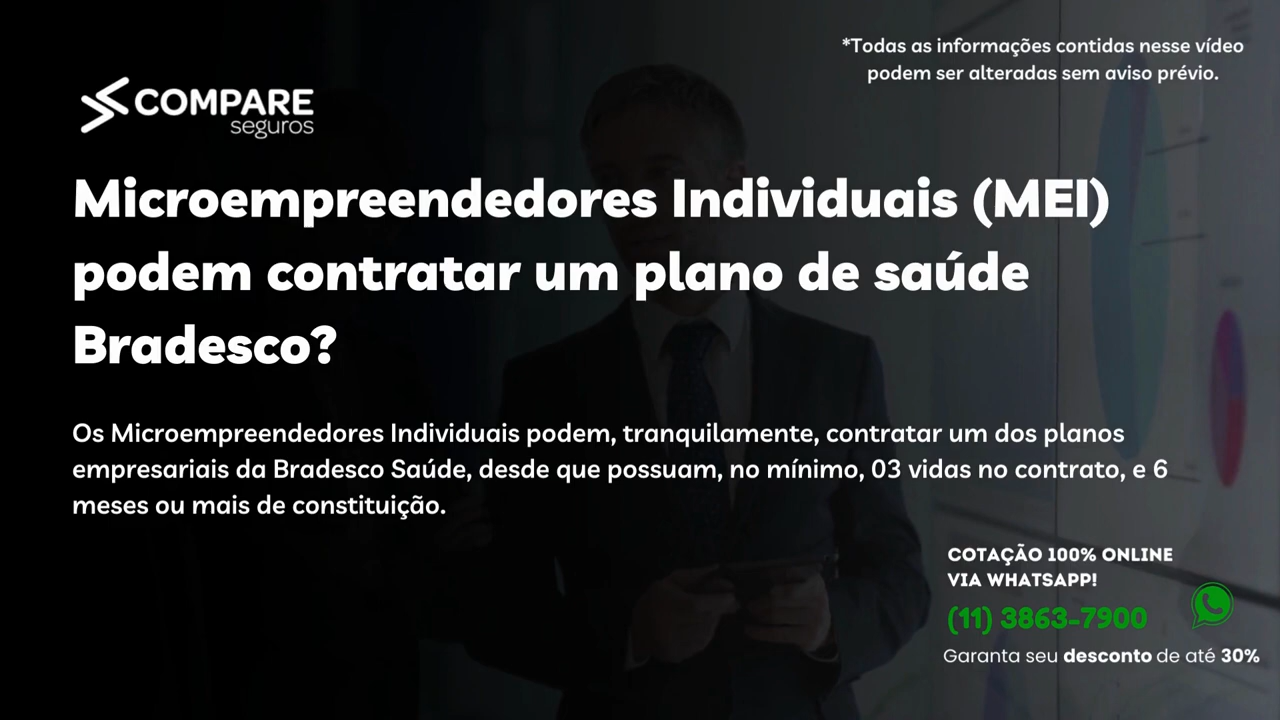 *Todas as informações contidas nesse vídeo
podem ser alteradas sem aviso prévio.
COMPARE
seguros
Microempreendedores Individuais (MEI)
podem contratar um plano de saúde
Bradesco?
Os Microempreendedores Individuais podem, tranquilamente, contratar um dos planos
empresariais da Bradesco Saúde, desde que possuam, no mínimo, 03 vidas no contrato, e 6
meses ou mais de constituição.
COTAÇÃO 100% ONLINE
VIA WHATSAPP!
(11) 3863-7900
Garanta seu desconto de até 30%